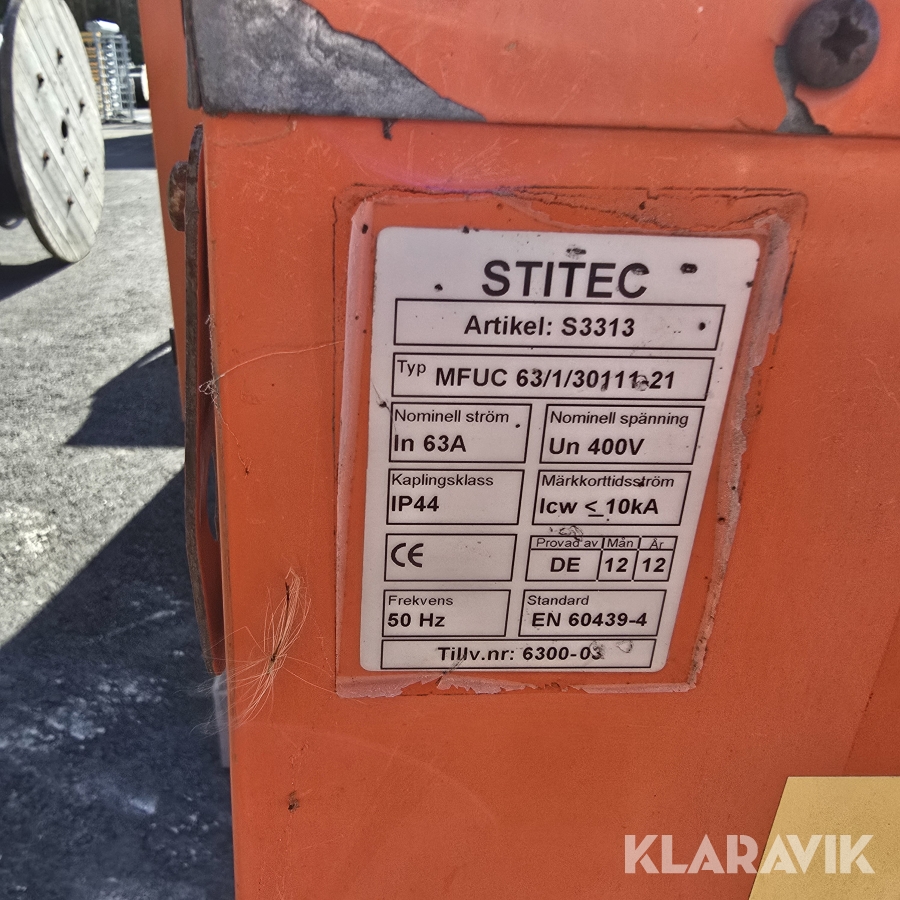 STITEC
Artikel: S3313
Typ MFUC 63/1/30111-21
Nominell ström
In 63A
Nominell spänning
Un 400V
Kaplingsklass
IP44
Märkkorttidsström
Icw ≤ 10kA
CE
Provad av Mån År
DE 12 12
Frekvens
50 Hz
Standard
EN 60439-4
Tillv.nr: 6300-03
KLARAVIK